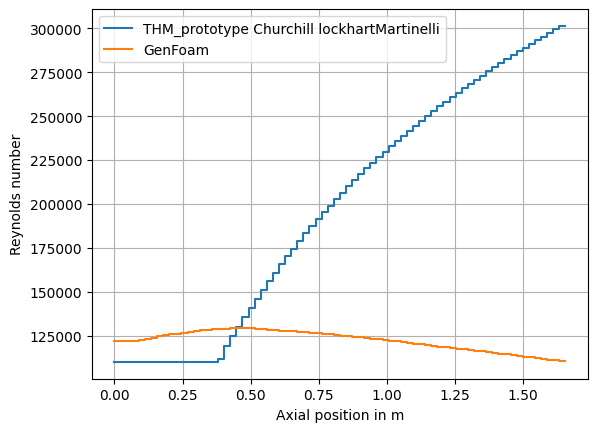 THM_prototype Churchill lockhartMartinelli
GenFoam
300000
275000
250000
225000
200000
175000
150000
125000
Reynolds number
0.00 0.25 0.50 0.75 1.00 1.25 1.50
Axial position in m